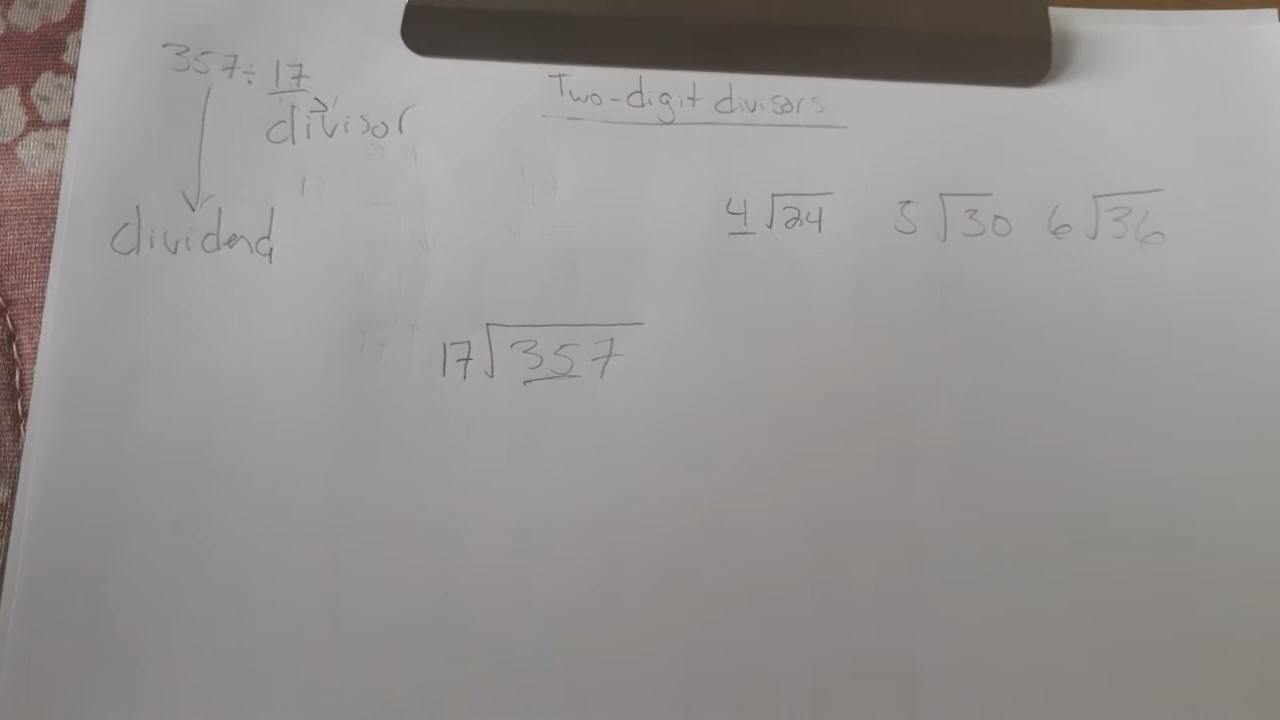 357÷17
divisor
dividend
Two-digit divisors
4√24 5√30 6√36
17√357